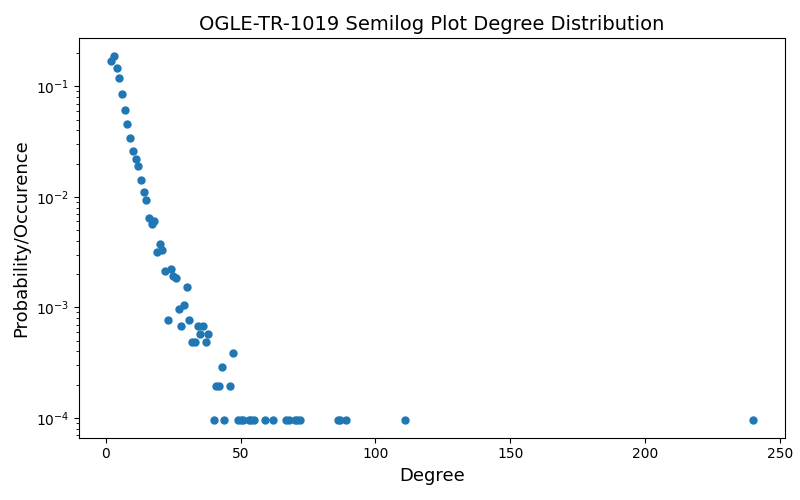 OGLE-TR-1019 Semilog Plot Degree Distribution
Probability/Occurence
10⁻¹
10⁻²
10⁻³
10⁻⁴
0 50 100 150 200 250
Degree